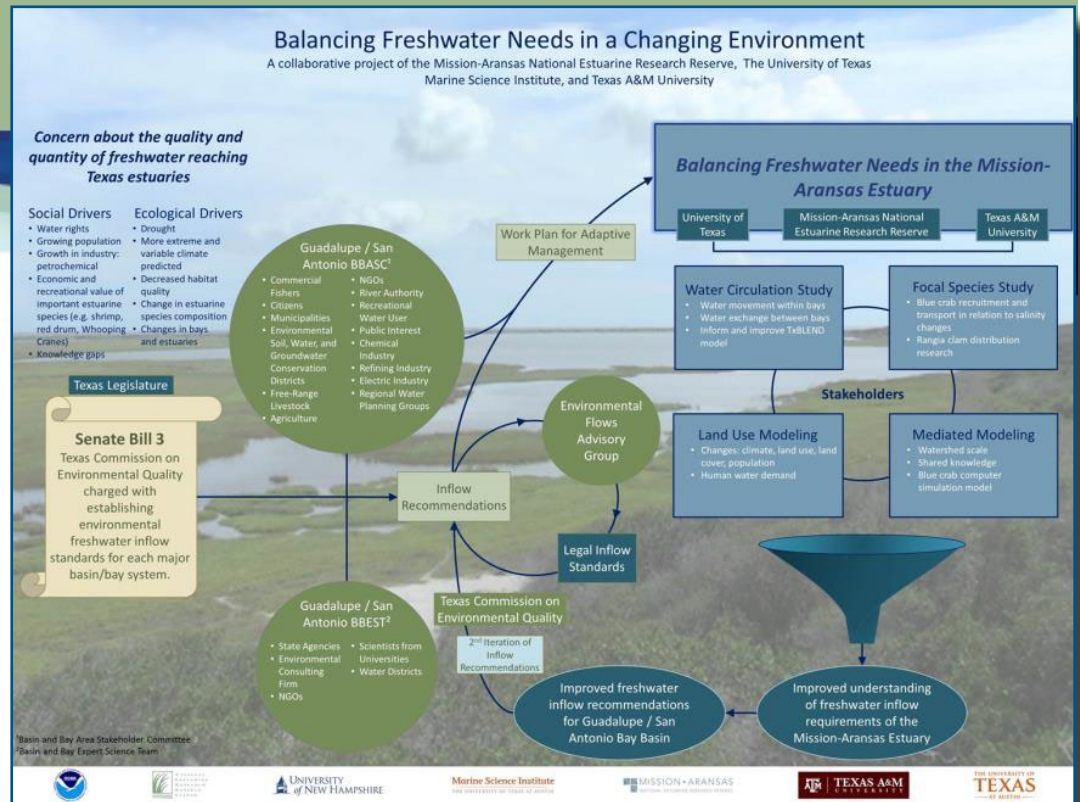 Balancing Freshwater Needs in a Changing Environment
A collaborative project of the Mission-Aransas National Estuarine Research Reserve, The University of Texas
Marine Science Institute, and Texas A&M University
Concern about the quality and
quantity of freshwater reaching
Texas estuaries
Social Drivers
• Water rights
• Growing population
• Growth in industry:
petrochemical
• Economic and
recreational value of
important estuarine
species (e.g. shrimp,
red drum, Whooping
Cranes)
• Knowledge gaps
Ecological Drivers
• Drought
• More extreme and
variable climate
predicted
• Decreased habitat
quality
• Change in estuarine
species composition
• Changes in bays
and estuaries
Texas Legislature
Senate Bill 3
Texas Commission on
Environmental Quality
charged with
establishing
environmental
freshwater inflow
standards for each major
basin/bay system.
Guadalupe / San
Antonio BBASC¹
• Commercial
Fishers
• Citizens
• Municipalities
• Environmental
Soil, Water, and
Groundwater
Conservation
Districts
• Free-Range
Livestock
• Agriculture
• NGOs
• River Authority
• Recreational
Water User
• Public Interest
• Chemical
Industry
• Refining Industry
• Electric Industry
• Regional Water
Planning Groups
Work Plan for Adaptive
Management
Balancing Freshwater Needs in the Mission-
Aransas Estuary
University of
Texas
Mission-Aransas National
Estuarine Research Reserve
Texas A&M
University
Water Circulation Study
• Water movement within bays
• Water exchange between bays
• Inform and improve TxBLEND
model
Focal Species Study
• Blue crab recruitment and
transport in relation to salinity
changes
• Rangia clam distribution
research
Stakeholders
Land Use Modeling
• Changes: climate, land use, land
cover, population
• Human water demand
Mediated Modeling
• Watershed scale
• Shared knowledge
• Blue crab computer
simulation model
Environmental
Flows
Advisory
Group
Inflow
Recommendations
Legal Inflow
Standards
Guadalupe / San
Antonio BBEST²
• State Agencies
• Environmental
Consulting
Firm
• NGOs
• Scientists from
Universities
• Water Districts
Texas Commission on
Environmental Quality
2nd Iteration of
Inflow
Recommendations
Improved freshwater
inflow recommendations
for Guadalupe / San
Antonio Bay Basin
Improved understanding
of freshwater inflow
requirements of the
Mission-Aransas Estuary
¹Basin and Bay Area Stakeholder Committee
²Basin and Bay Expert Science Team
UNIVERSITY
of NEW HAMPSHIRE
Marine Science Institute
THE UNIVERSITY OF TEXAS AT AUSTIN
MISSION•ARANSAS
NATIONAL ESTUARINE RESEARCH RESERVE
ATM
TEXAS A&M
UNIVERSITY
THE UNIVERSITY OF
TEXAS
AT AUSTIN